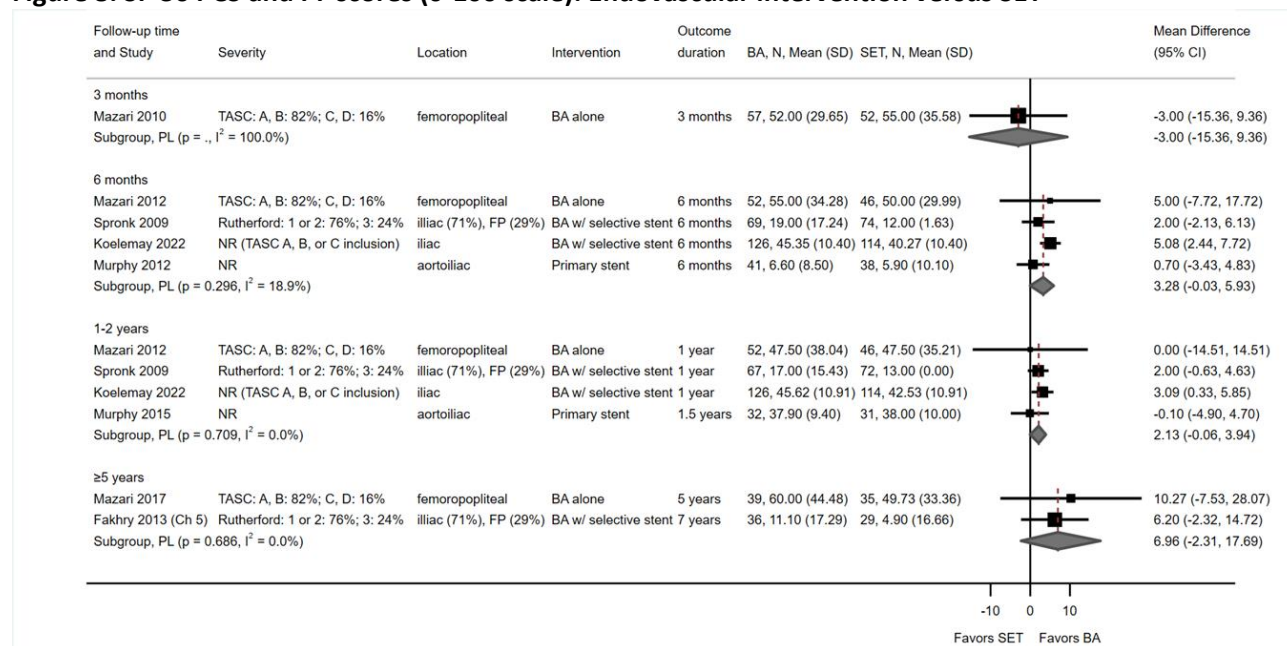 Figure SF-36 PCS and PF scores (0-100 scale): Endovascular Intervention versus SET
Follow-up time Outcome Mean Difference
and Study Severity Location Intervention duration BA, N, Mean (SD) SET, N, Mean (SD) (95% CI)
3 months
Mazari 2010 TASC: A, B: 82%; C, D: 16% femoropopliteal BA alone 3 months 57, 52.00 (29.65) 52, 55.00 (35.58) -3.00 (-15.36, 9.36)
Subgroup, PL (p = ., I² = 100.0%) -3.00 (-15.36, 9.36)
6 months
Mazari 2012 TASC: A, B: 82%; C, D: 16% femoropopliteal BA alone 6 months 52, 55.00 (34.28) 46, 50.00 (29.99) 5.00 (-7.72, 17.72)
Spronk 2009 Rutherford: 1 or 2: 76%; 3: 24% illiac (71%), FP (29%) BA w/ selective stent 6 months 69, 19.00 (17.24) 74, 12.00 (1.63) 2.00 (-2.13, 6.13)
Koelemay 2022 NR (TASC A, B, or C inclusion) iliac BA w/ selective stent 6 months 126, 45.35 (10.40) 114, 40.27 (10.40) 5.08 (2.44, 7.72)
Murphy 2012 NR aortoiliac Primary stent 6 months 41, 6.60 (8.50) 38, 5.90 (10.10) 0.70 (-3.43, 4.83)
Subgroup, PL (p = 0.296, I² = 18.9%) 3.28 (-0.03, 5.93)
1-2 years
Mazari 2012 TASC: A, B: 82%; C, D: 16% femoropopliteal BA alone 1 year 52, 47.50 (38.04) 46, 47.50 (35.21) 0.00 (-14.51, 14.51)
Spronk 2009 Rutherford: 1 or 2: 76%; 3: 24% illiac (71%), FP (29%) BA w/ selective stent 1 year 67, 17.00 (15.43) 72, 13.00 (0.00) 2.00 (-0.63, 4.63)
Koelemay 2022 NR (TASC A, B, or C inclusion) iliac BA w/ selective stent 1 year 126, 45.62 (10.91) 114, 42.53 (10.91) 3.09 (0.33, 5.85)
Murphy 2015 NR aortoiliac Primary stent 1.5 years 32, 37.90 (9.40) 31, 38.00 (10.00) -0.10 (-4.90, 4.70)
Subgroup, PL (p = 0.709, I² = 0.0%) 2.13 (-0.06, 3.94)
≥5 years
Mazari 2017 TASC: A, B: 82%; C, D: 16% femoropopliteal BA alone 5 years 39, 60.00 (44.48) 35, 49.73 (33.36) 10.27 (-7.53, 28.07)
Fakhry 2013 (Ch 5) Rutherford: 1 or 2: 76%; 3: 24% illiac (71%), FP (29%) BA w/ selective stent 7 years 36, 11.10 (17.29) 29, 4.90 (16.66) 6.20 (-2.32, 14.72)
Subgroup, PL (p = 0.686, I² = 0.0%) 6.96 (-2.31, 17.69)
-10 0 10
Favors SET Favors BA